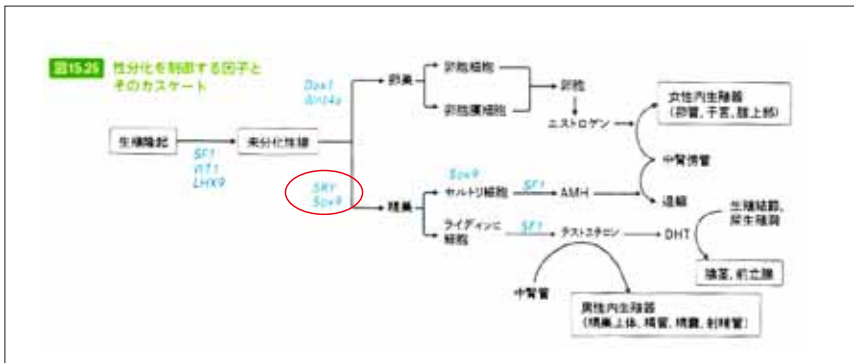 図15.25 性分化を制御する因子と
そのカスケード
生殖隆起
SF1
WT1
LHX9
未分化性腺
Dax1
Wnt4a
SRY
Sox9
卵巣
卵胞細胞
卵胞膜細胞
卵胞
エストロゲン
女性内生殖器
(卵管,子宮,腟上部)
中腎傍管
退縮
精巣
Sox9
セルトリ細胞
SF1
AMH
ライディッヒ
細胞
SF1
テストステロン
DHT
生殖結節,
尿生殖洞
陰茎,前立腺
中腎管
男性内生殖器
(精巣上体,精管,精嚢,射精管)